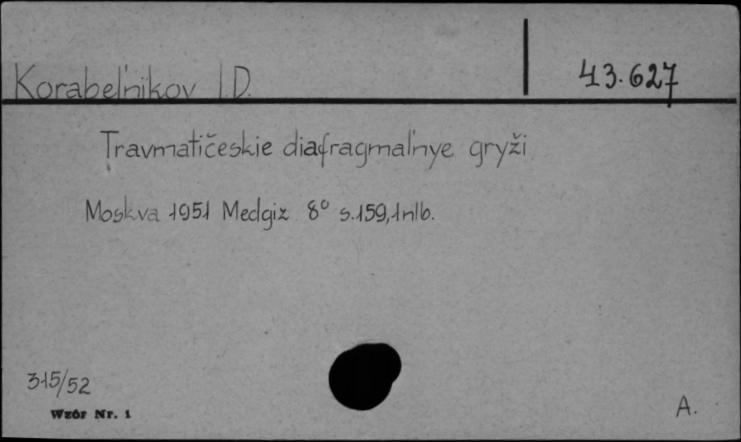 Korabel'nikov I.D.
43.627
Travmatičeskie diafragmal'nye gryži
Moskva 1951 Medgiz 8° s.159,1nlb.
315/52
Wzór Nr. 1
A.